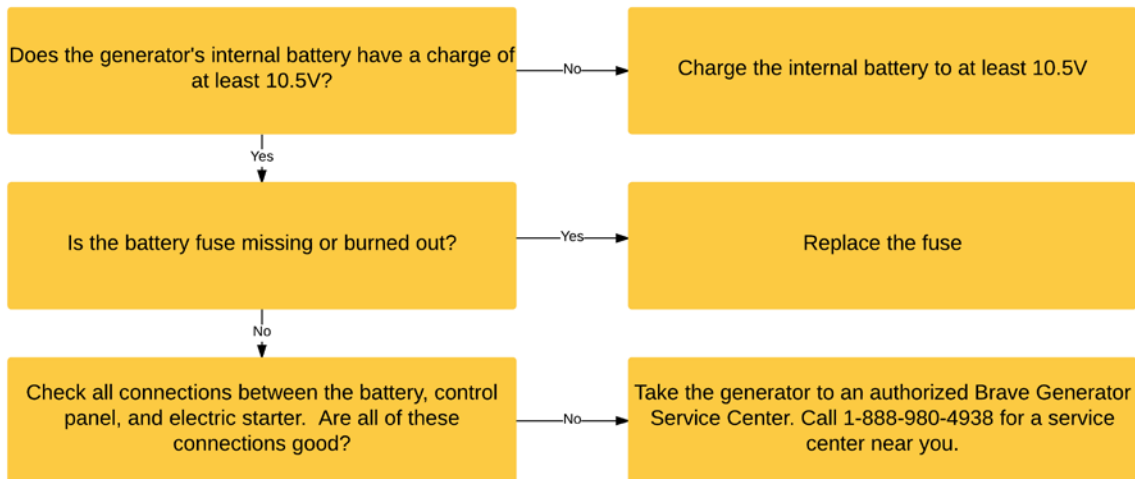 Does the generator's internal battery have a charge of
at least 10.5V?
No
Charge the internal battery to at least 10.5V
Yes
Is the battery fuse missing or burned out?
Yes
Replace the fuse
No
Check all connections between the battery, control
panel, and electric starter.  Are all of these
connections good?
No
Take the generator to an authorized Brave Generator
Service Center. Call 1-888-980-4938 for a service
center near you.